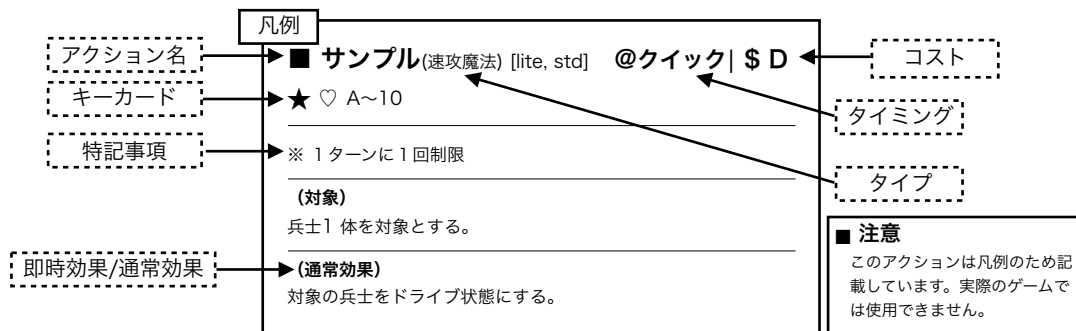 凡例
アクション名
■ サンプル(速攻魔法) [lite, std] @クイック| $ D
コスト
キーカード
★ ♡ A~10
タイミング
特記事項
※ 1ターンに1回制限
タイプ
(対象)
兵士1 体を対象とする。
■ 注意
このアクションは凡例のため記
載しています。実際のゲームで
は使用できません。
即時効果/通常効果
(通常効果)
対象の兵士をドライブ状態にする。